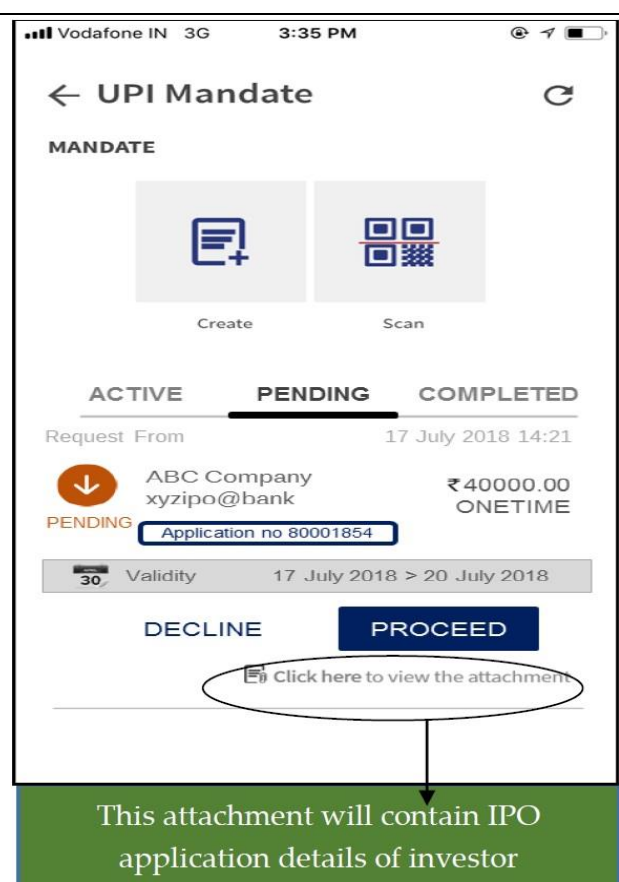 Vodafone IN 3G 3:35 PM
← UPI Mandate
MANDATE
Create Scan
ACTIVE PENDING COMPLETED
Request From 17 July 2018 14:21
ABC Company ₹40000.00
xyzipo@bank ONETIME
PENDING
Application no 80001854
30 Validity 17 July 2018 > 20 July 2018
DECLINE PROCEED
Click here to view the attachment
This attachment will contain IPO
application details of investor